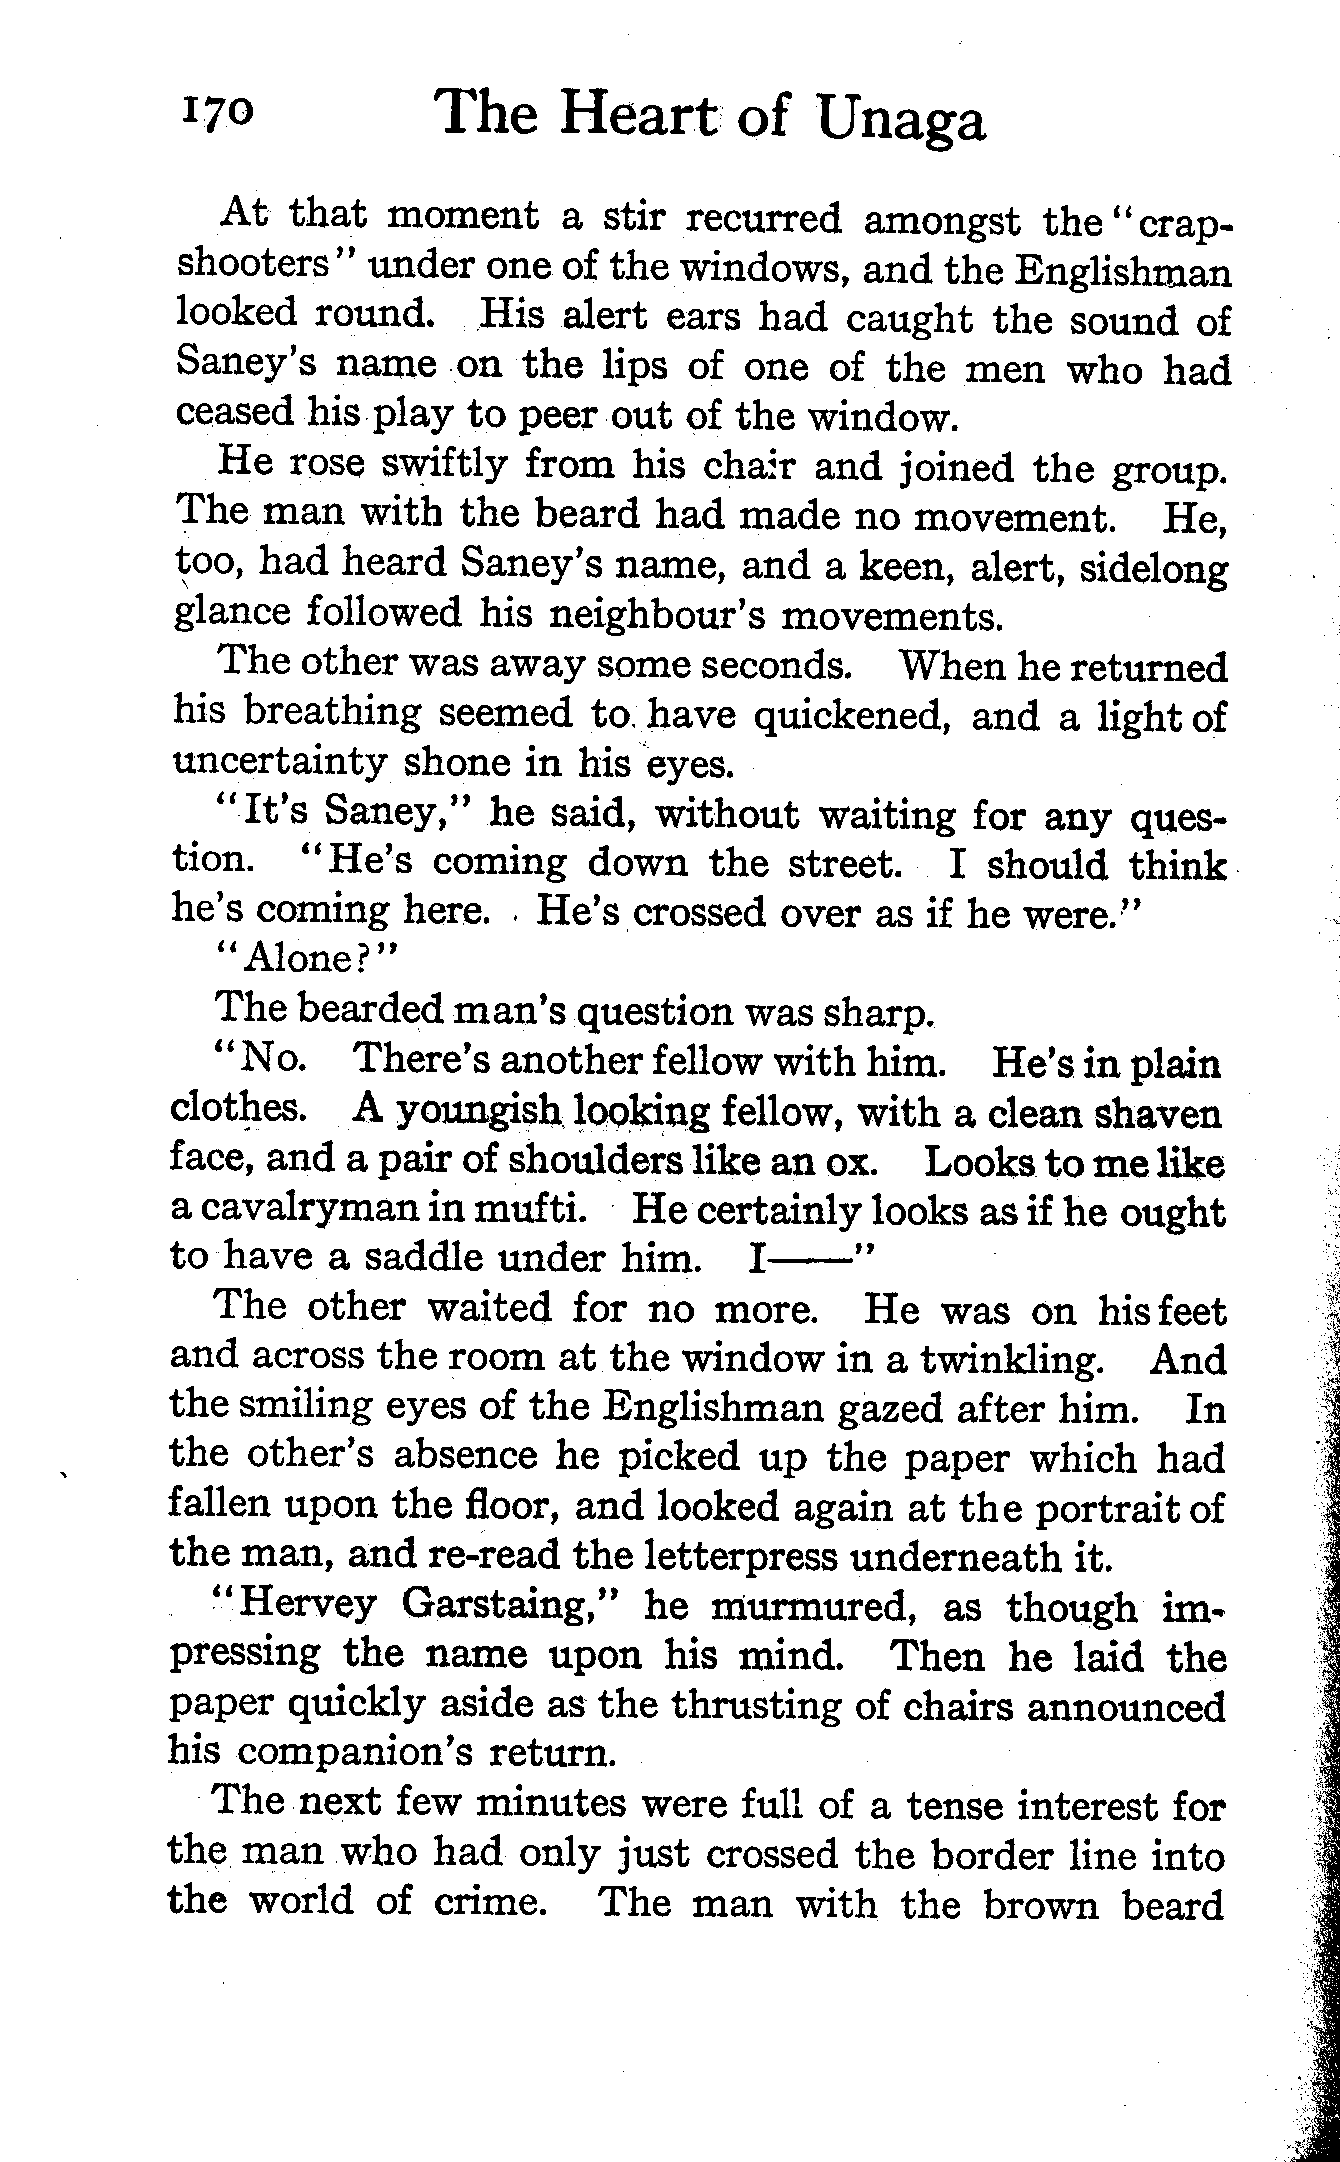 170 The Heart of Unaga
At that moment a stir recurred amongst the "crap-
shooters" under one of the windows, and the Englishman
looked round. His alert ears had caught the sound of
Saney's name on the lips of one of the men who had
ceased his play to peer out of the window.
He rose swiftly from his chair and joined the group.
The man with the beard had made no movement. He,
too, had heard Saney's name, and a keen, alert, sidelong
glance followed his neighbour's movements.
The other was away some seconds. When he returned
his breathing seemed to have quickened, and a light of
uncertainty shone in his eyes.
"It's Saney," he said, without waiting for any ques-
tion. "He's coming down the street. I should think
he's coming here. He's crossed over as if he were."
"Alone?"
The bearded man's question was sharp.
"No. There's another fellow with him. He's in plain
clothes. A youngish looking fellow, with a clean shaven
face, and a pair of shoulders like an ox. Looks to me like
a cavalryman in mufti. He certainly looks as if he ought
to have a saddle under him. I——"
The other waited for no more. He was on his feet
and across the room at the window in a twinkling. And
the smiling eyes of the Englishman gazed after him. In
the other's absence he picked up the paper which had
fallen upon the floor, and looked again at the portrait of
the man, and re-read the letterpress underneath it.
"Hervey Garstaing," he murmured, as though im-
pressing the name upon his mind. Then he laid the
paper quickly aside as the thrusting of chairs announced
his companion's return.
The next few minutes were full of a tense interest for
the man who had only just crossed the border line into
the world of crime. The man with the brown beard